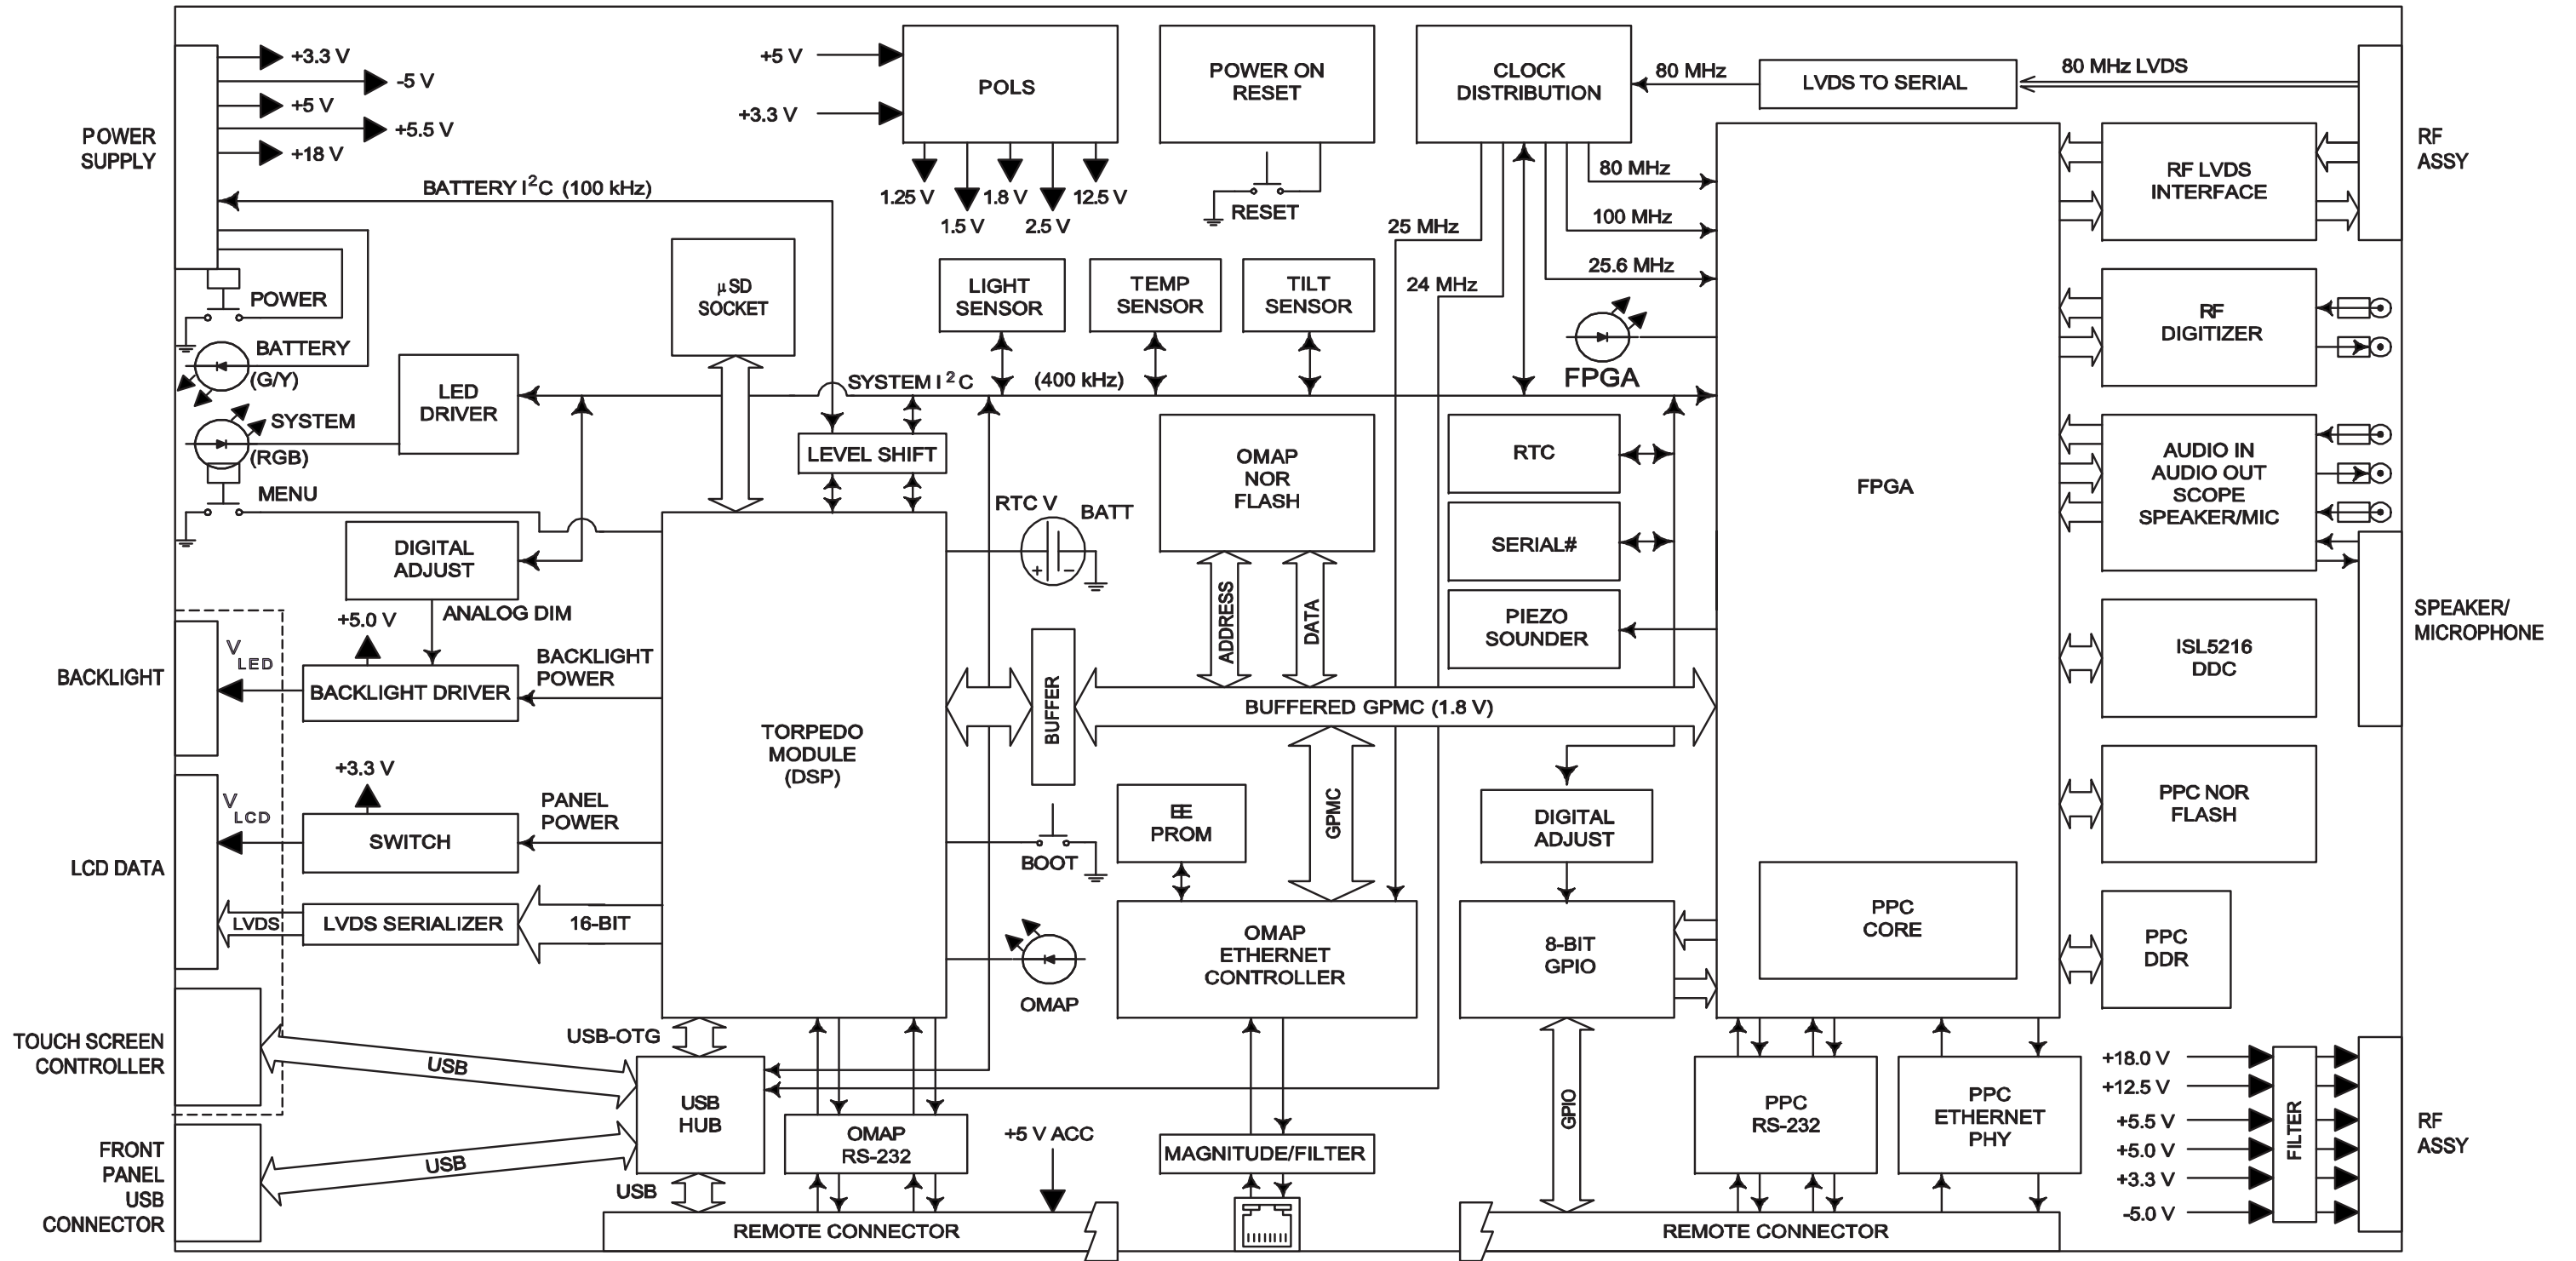 +3.3 V
-5 V
+5 V
+5.5 V
+18 V
POWER
SUPPLY
BATTERY I²C (100 kHz)
POWER
BATTERY
(G/Y)
SYSTEM
(RGB)
MENU
LED
DRIVER
DIGITAL
ADJUST
ANALOG DIM
+5.0 V
V LED
BACKLIGHT
BACKLIGHT DRIVER
BACKLIGHT
POWER
+3.3 V
V LCD
SWITCH
PANEL
POWER
LCD DATA
LVDS
LVDS SERIALIZER
16-BIT
TOUCH SCREEN
CONTROLLER
USB
FRONT
PANEL
USB
CONNECTOR
USB
USB-OTG
USB
HUB
USB
µSD
SOCKET
+5 V
+3.3 V
POLS
1.25 V
1.5 V
1.8 V
2.5 V
12.5 V
POWER ON
RESET
RESET
LIGHT
SENSOR
TEMP
SENSOR
TILT
SENSOR
SYSTEM I²C (400 kHz)
LEVEL SHIFT
RTC V
BATT
+ −
TORPEDO
MODULE
(DSP)
BUFFER
OMAP
NOR
FLASH
ADDRESS
DATA
BUFFERED GPMC (1.8 V)
GPMC
BOOT
OMAP
EE
PROM
OMAP
ETHERNET
CONTROLLER
OMAP
RS-232
+5 V ACC
MAGNITUDE/FILTER
REMOTE CONNECTOR
CLOCK
DISTRIBUTION
80 MHz
LVDS TO SERIAL
80 MHz LVDS
80 MHz
100 MHz
25.6 MHz
25 MHz
24 MHz
FPGA
RTC
SERIAL#
PIEZO
SOUNDER
DIGITAL
ADJUST
8-BIT
GPIO
GPIO
FPGA
PPC
CORE
PPC
RS-232
PPC
ETHERNET
PHY
REMOTE CONNECTOR
RF LVDS
INTERFACE
RF
ASSY
RF
DIGITIZER
AUDIO IN
AUDIO OUT
SCOPE
SPEAKER/MIC
SPEAKER/
MICROPHONE
ISL5216
DDC
PPC NOR
FLASH
PPC
DDR
+18.0 V
+12.5 V
+5.5 V
+5.0 V
+3.3 V
-5.0 V
FILTER
RF
ASSY